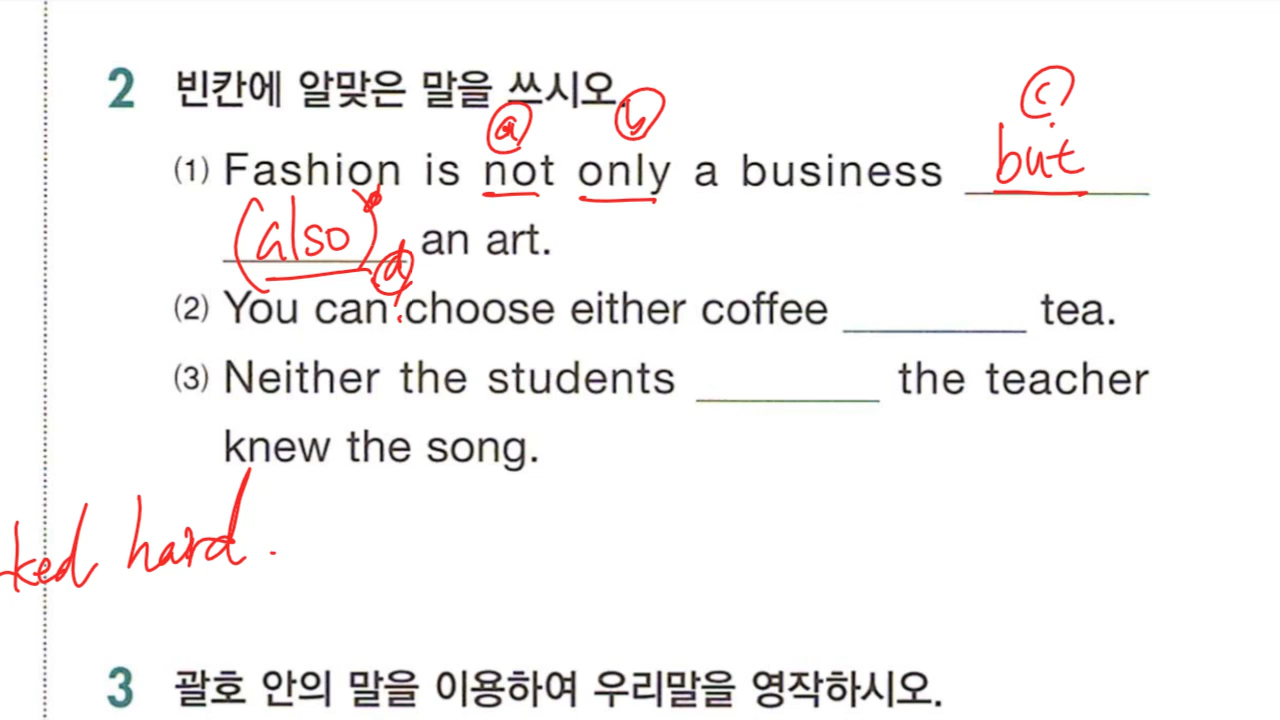 2 빈칸에 알맞은 말을 쓰시오.
ⓐ ⓑ ⓒ
(1) Fashion is not only a business but
(also) ⓓ an art.
(2) You can choose either coffee ________ tea.
(3) Neither the students ________ the teacher
knew the song.
ked hard.
3 괄호 안의 말을 이용하여 우리말을 영작하시오.